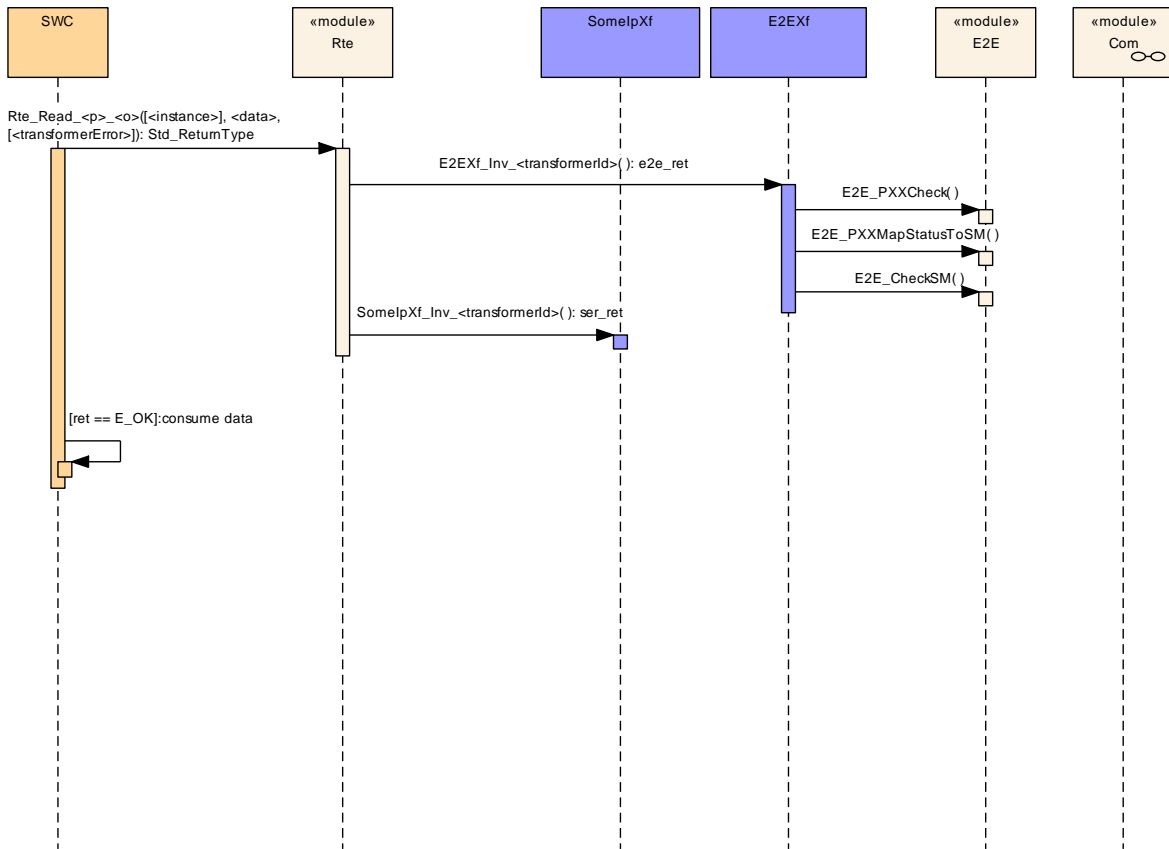 SWC
«module»
Rte
SomeIpXf
E2EXf
«module»
E2E
«module»
Com
Rte_Read_<p>_<o>([<instance>], <data>,
[<transformerError>]): Std_ReturnType
E2EXf_Inv_<transformerId>(): e2e_ret
E2E_PXXCheck()
E2E_PXXMapStatusToSM()
E2E_CheckSM()
SomeIpXf_Inv_<transformerId>(): ser_ret
[ret == E_OK]:consume data